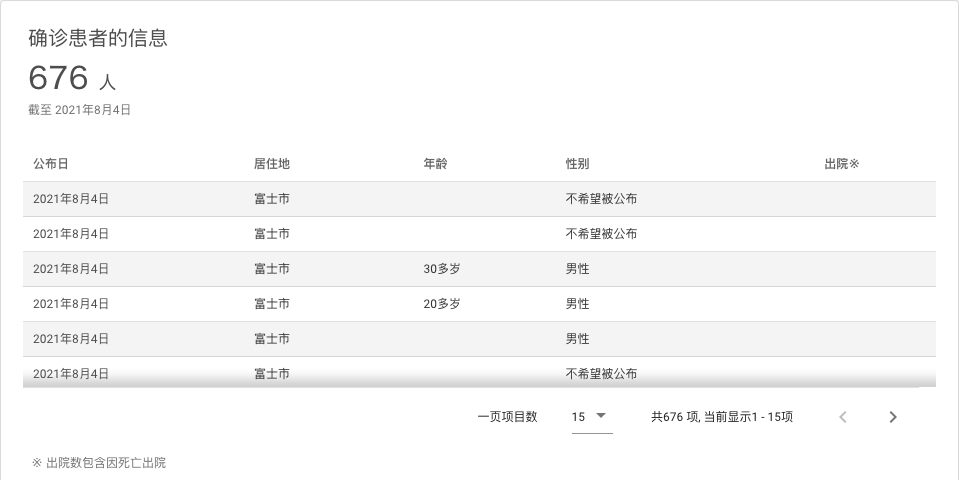 确诊患者的信息
676 人
截至 2021年8月4日
公布日 居住地 年龄 性别 出院※
2021年8月4日 富士市 不希望被公布
2021年8月4日 富士市 不希望被公布
2021年8月4日 富士市 30多岁 男性
2021年8月4日 富士市 20多岁 男性
2021年8月4日 富士市 男性
2021年8月4日 富士市 不希望被公布
一页项目数 15 共676 项, 当前显示1 - 15项
※ 出院数包含因死亡出院